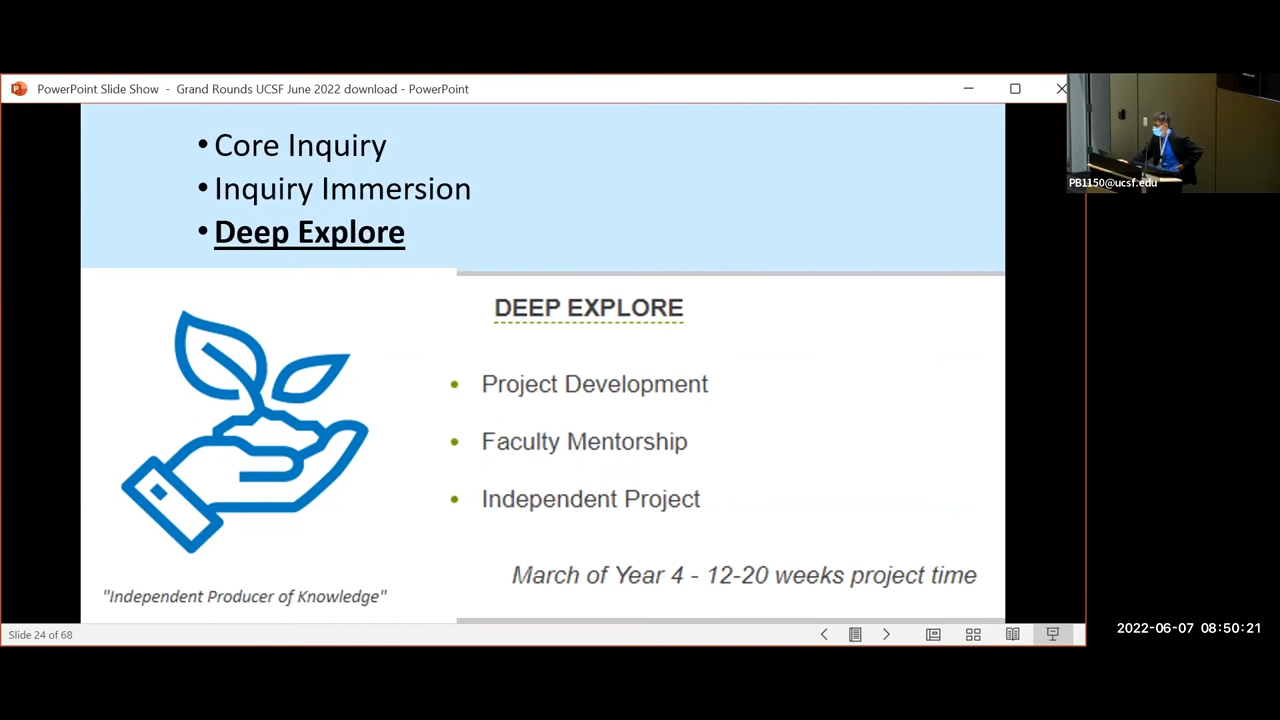 PowerPoint Slide Show - Grand Rounds UCSF June 2022 download - PowerPoint
PB1150@ucsf.edu
• Core Inquiry
• Inquiry Immersion
• Deep Explore
DEEP EXPLORE
• Project Development
• Faculty Mentorship
• Independent Project
March of Year 4 - 12-20 weeks project time
"Independent Producer of Knowledge"
Slide 24 of 68
2022-06-07 08:50:21